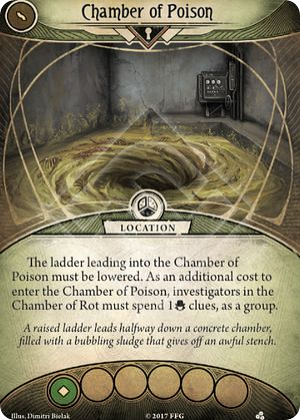 Chamber of Poison
LOCATION
The ladder leading into the Chamber of
Poison must be lowered. As an additional cost to
enter the Chamber of Poison, investigators in the
Chamber of Rot must spend 1 clues, as a group.
A raised ladder leads halfway down a concrete chamber,
filled with a bubbling sludge that gives off an awful stench.
Illus. Dimitri Bielak
© 2017 FFG